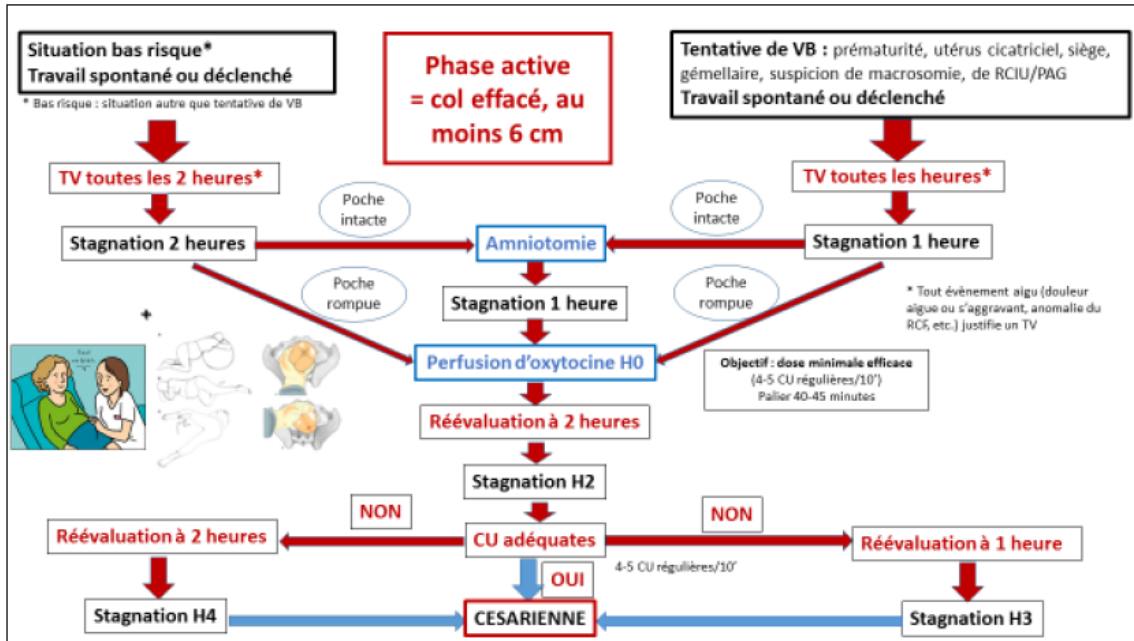 Situation bas risque*
Travail spontané ou déclenché
* Bas risque : situation autre que tentative de VB
Phase active
= col effacé, au
moins 6 cm
Tentative de VB : prématurité, utérus cicatriciel, siège,
gémellaire, suspicion de macrosomie, de RCIU/PAG
Travail spontané ou déclenché
TV toutes les 2 heures*
TV toutes les heures*
Poche
intacte
Poche
intacte
Stagnation 2 heures
Amniotomie
Stagnation 1 heure
Poche
rompue
Poche
rompue
Stagnation 1 heure
* Tout évènement aigu (douleur
aigue ou s'aggravant, anomalie du
RCF, etc.) justifie un TV
+
Perfusion d'oxytocine H0
Objectif : dose minimale efficace
(4-5 CU régulières/10')
Palier 40-45 minutes
Réévaluation à 2 heures
Stagnation H2
NON
NON
Réévaluation à 2 heures
CU adéquates
Réévaluation à 1 heure
4-5 CU régulières/10'
OUI
Stagnation H4
CESARIENNE
Stagnation H3